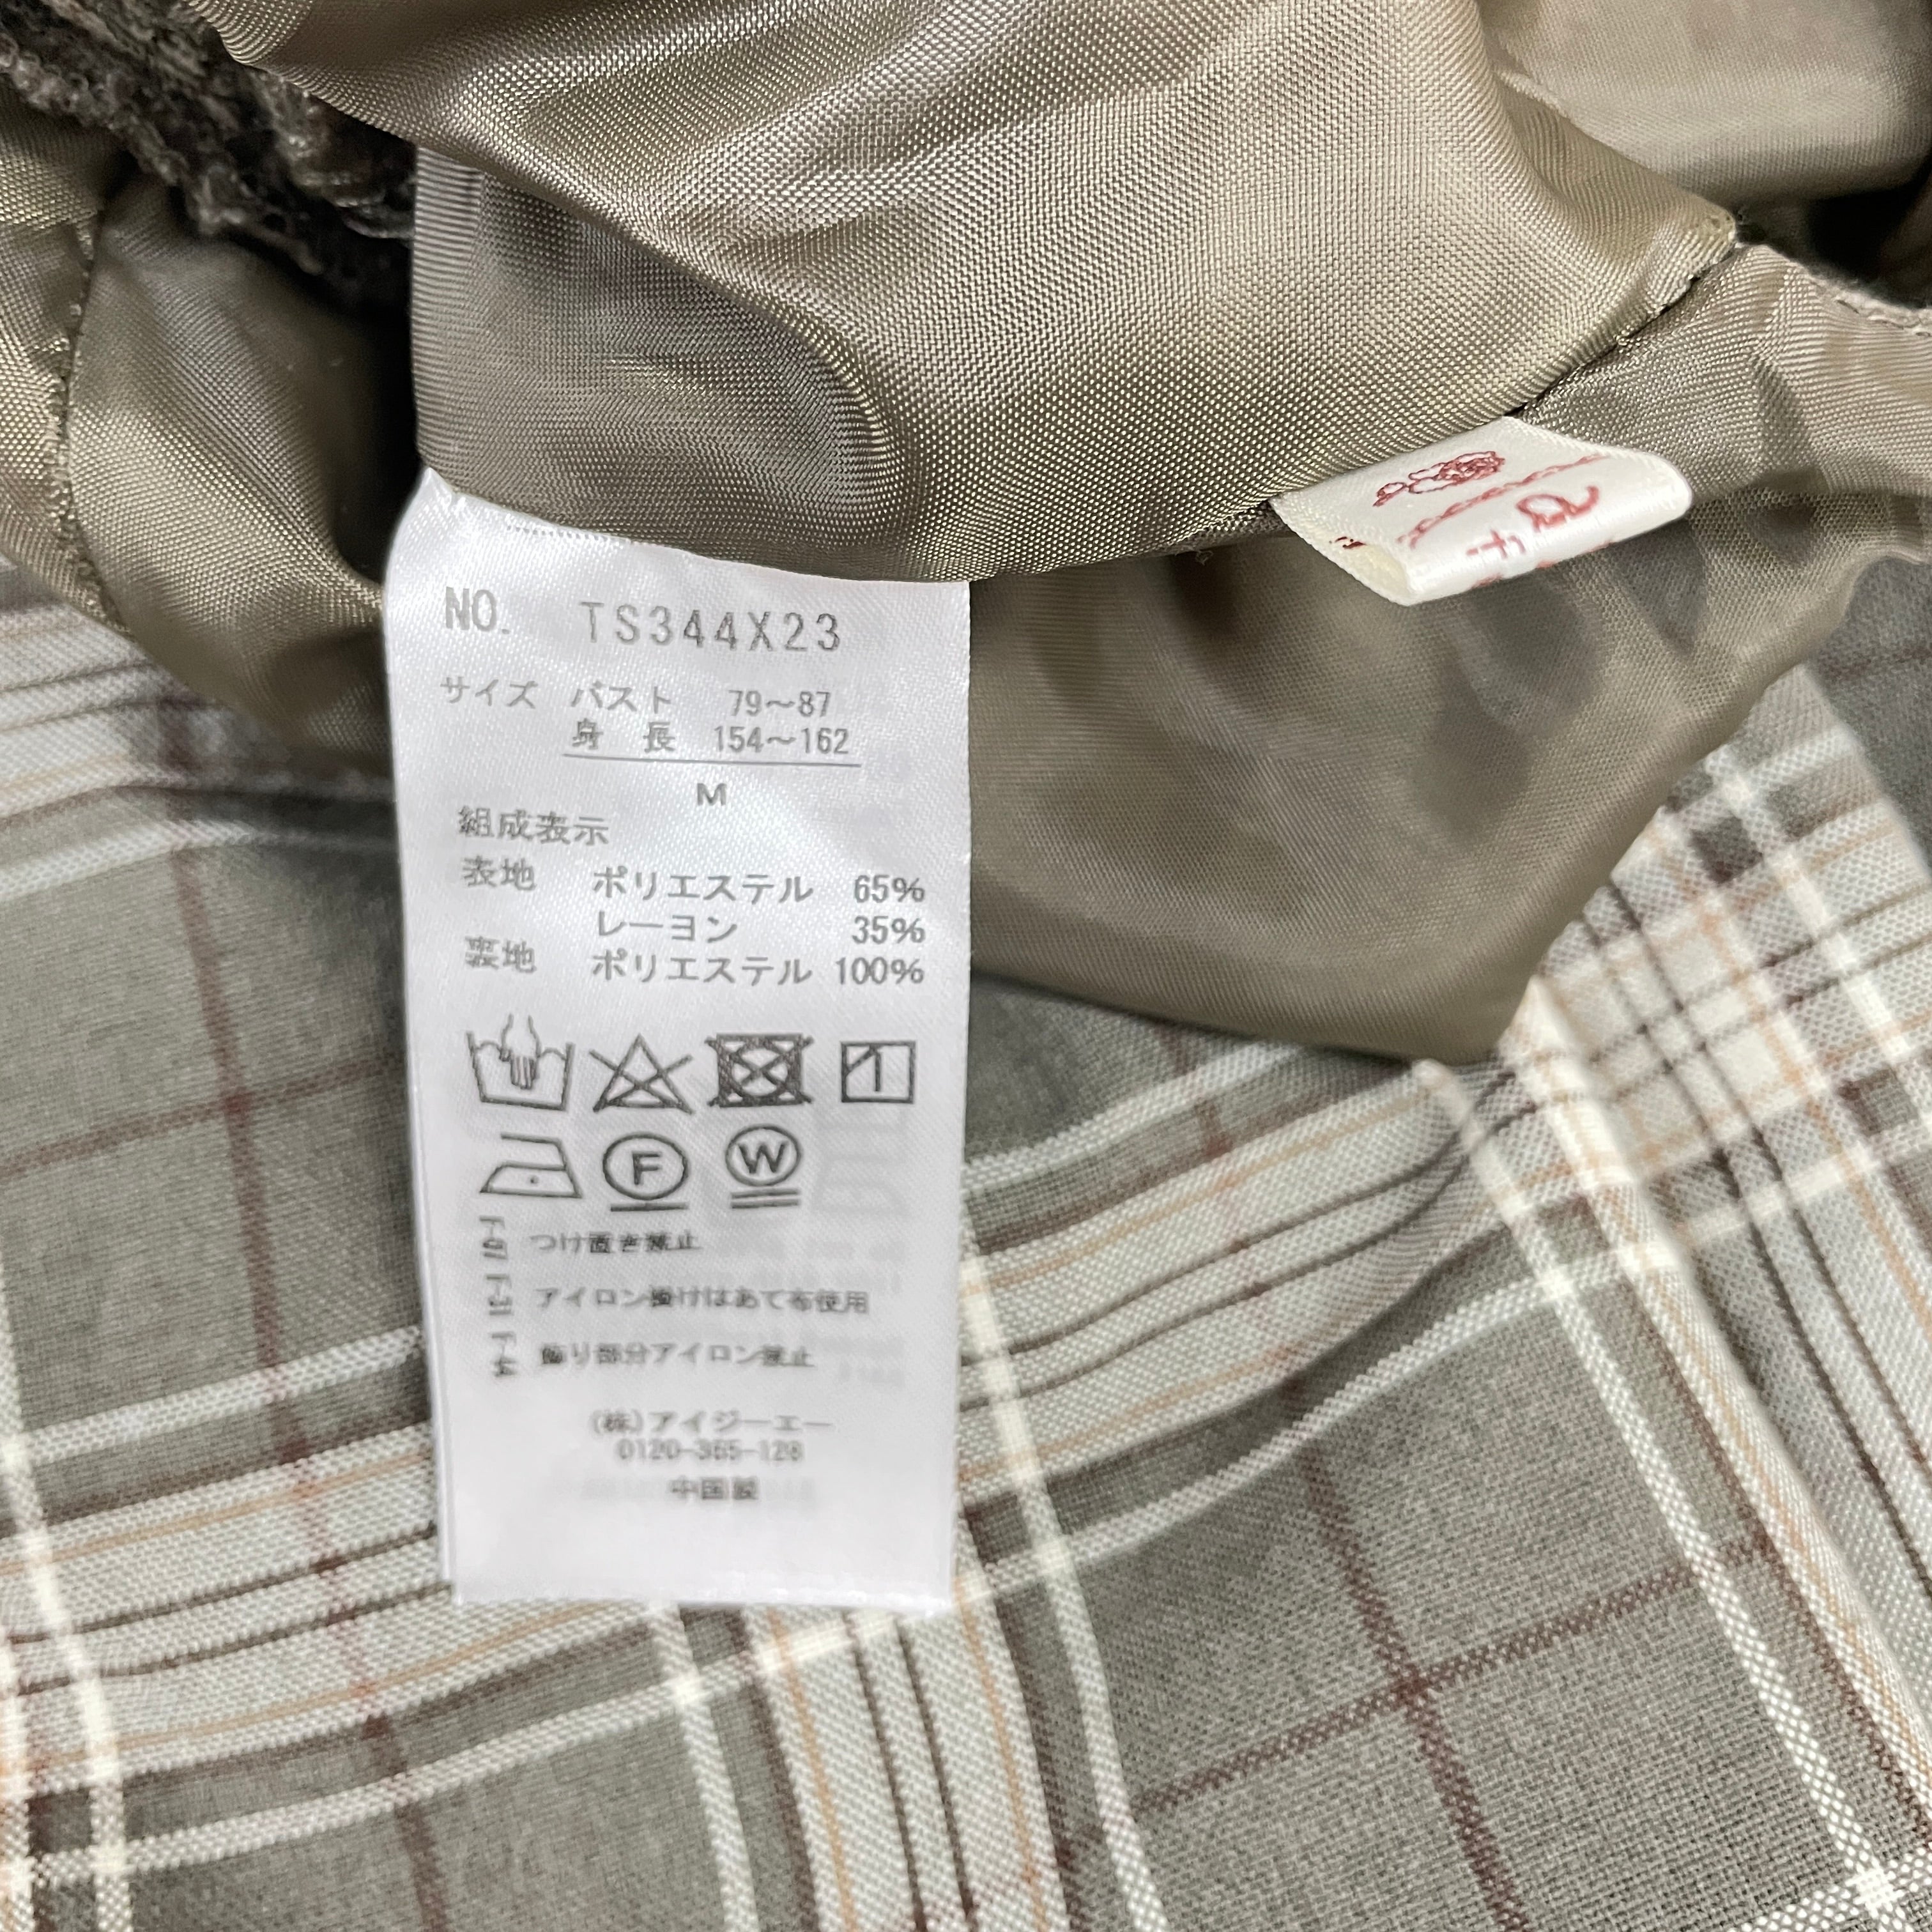 NO. TS344X23
サイズ バスト 79～87
身 長 154～162
M
組成表示
表地 ポリエステル 65%
レーヨン 35%
裏地 ポリエステル 100%
F W
つけ置き禁止
アイロン掛けはあて布使用
飾り部分アイロン禁止
(株)アイジーエー
0120-365-128
中国製